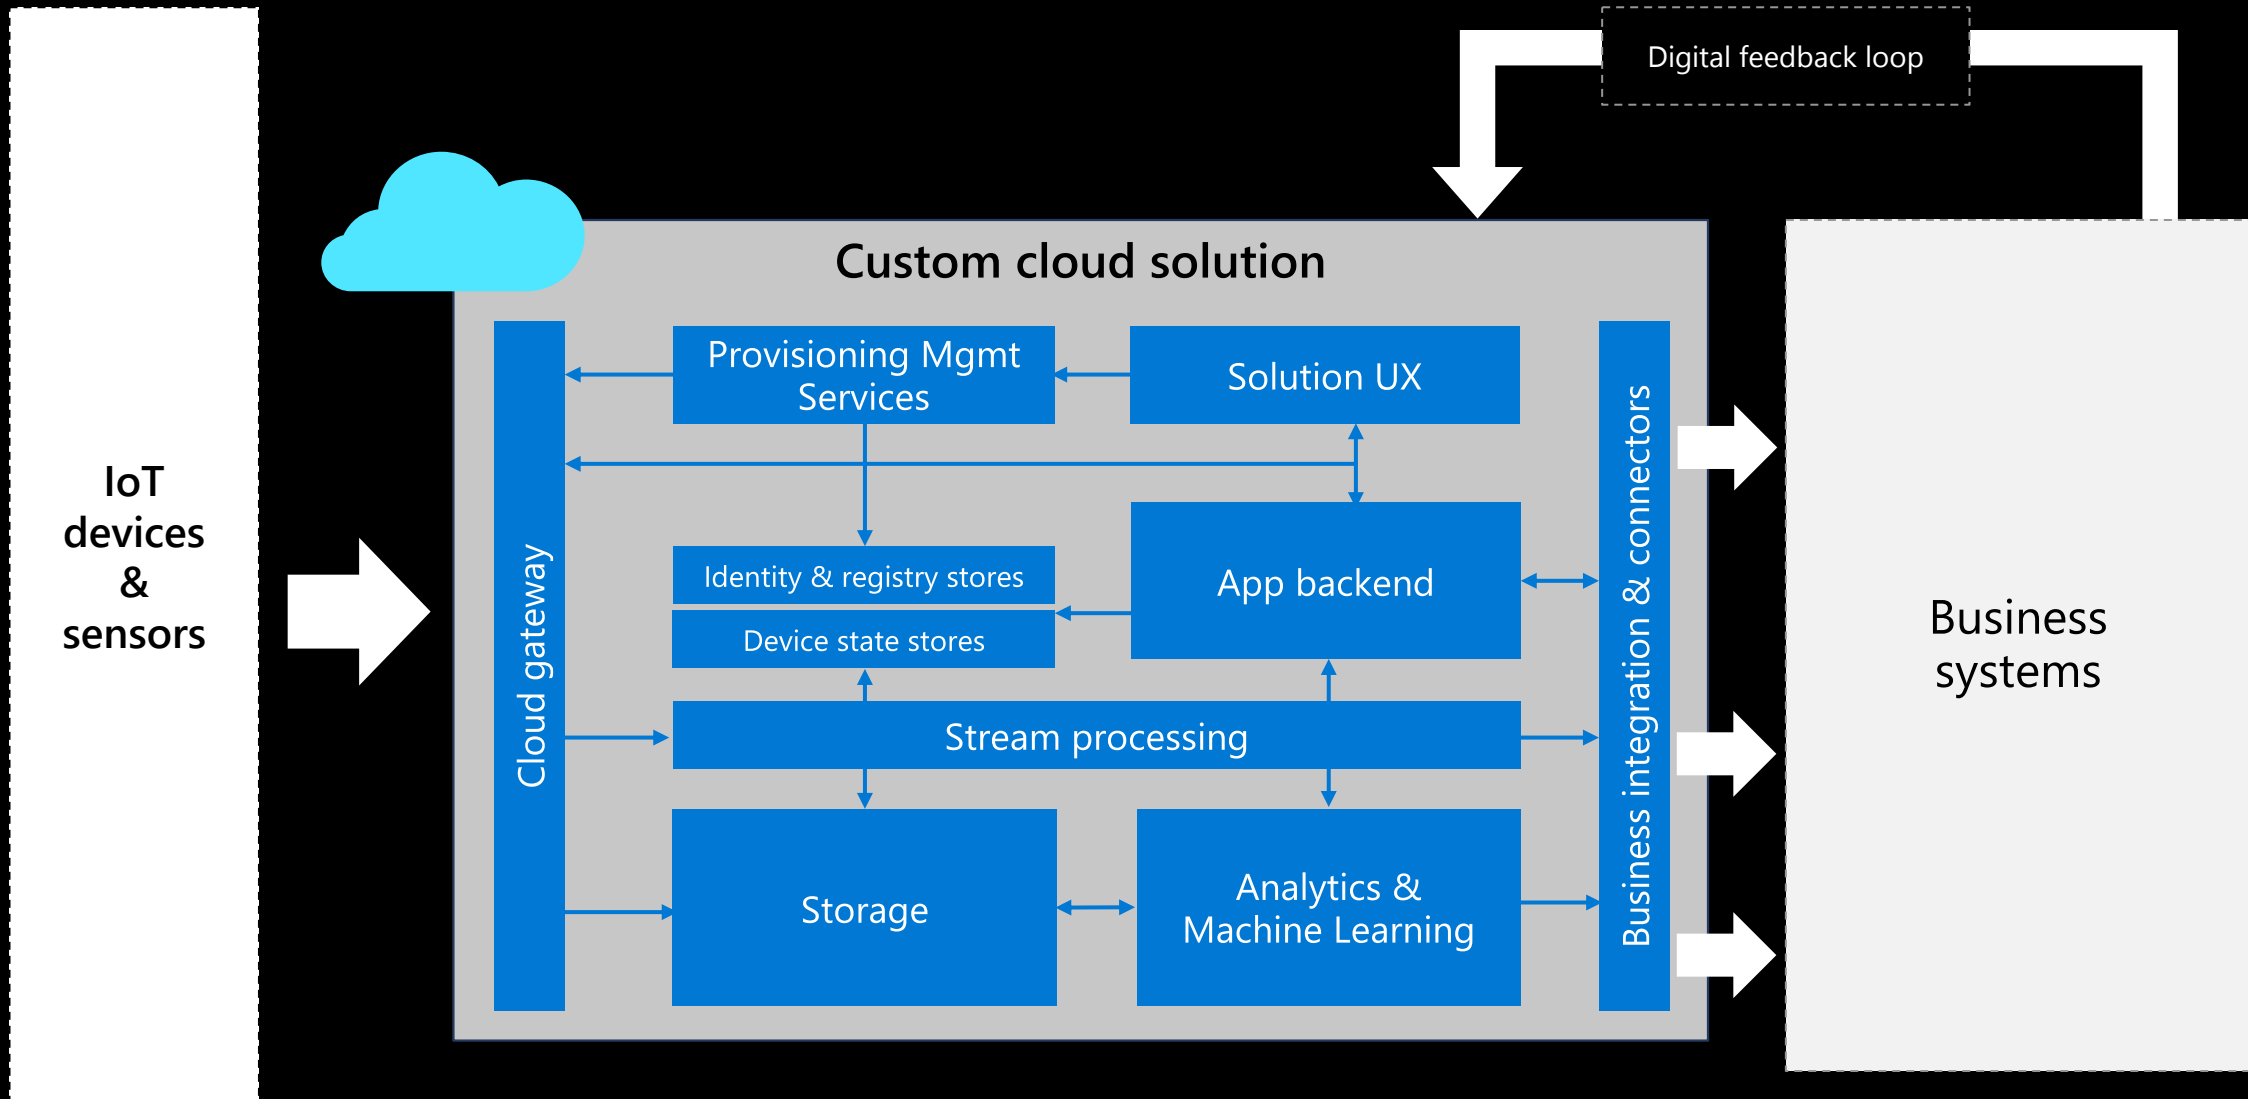 Digital feedback loop
Custom cloud solution
IoT
devices
&
sensors
Cloud gateway
Provisioning Mgmt
Services
Solution UX
Identity & registry stores
Device state stores
App backend
Stream processing
Storage
Analytics &
Machine Learning
Business integration & connectors
Business
systems